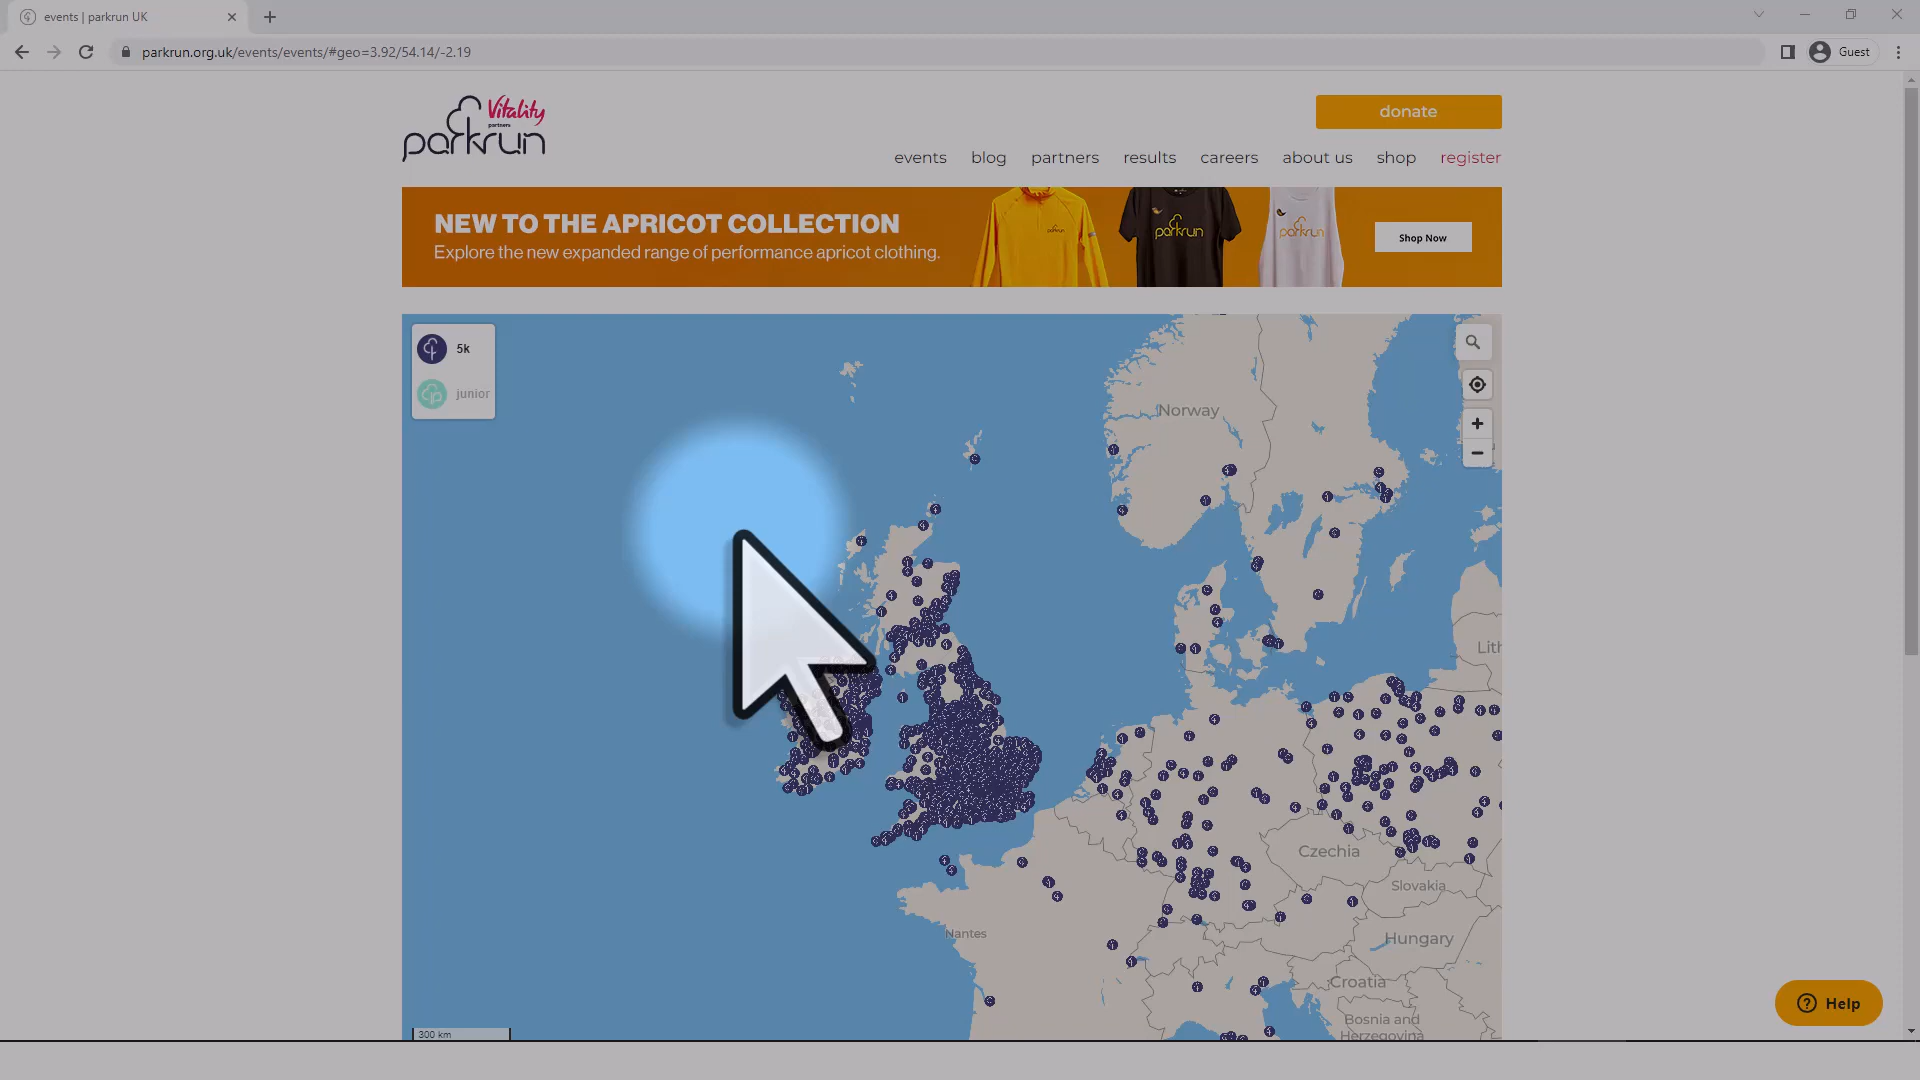 events | parkrun UK
parkrun.org.uk/events/events/#geo=3.92/54.14/-2.19
Guest
Vitality
partners
parkrun
donate
events blog partners results careers about us shop register
NEW TO THE APRICOT COLLECTION
Explore the new expanded range of performance apricot clothing.
parkrun
parkrun
parkrun
Shop Now
5k
junior
Norway
Lith
Czechia
Slovakia
Nantes
Hungary
Croatia
Bosnia and
Herzegovina
300 km
Help